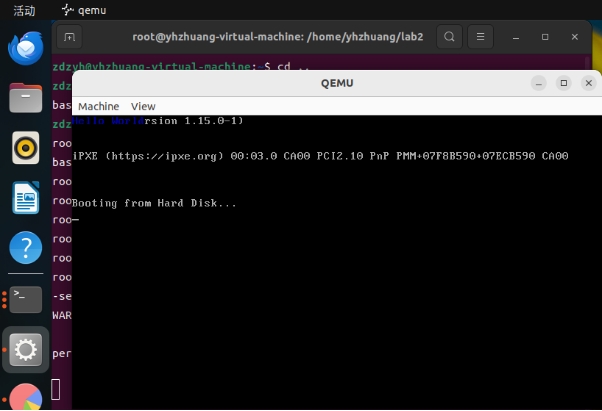 活动 qemu
root@yhzhuang-virtual-machine: /home/yhzhuang/lab2
zdzyh@yhzhuang-virtual-machine:~$ cd ..
zdz
QEMU
bas
Machine View
zdz
Hello Worldrsion 1.15.0-1)
roo
bas
iPXE (https://ipxe.org) 00:03.0 CA00 PCI2.10 PnP PMM+07F8B590+07ECB590 CA00
roo
roo
Booting from Hard Disk...
roo
roo
roo
roo
-se
WAR
per